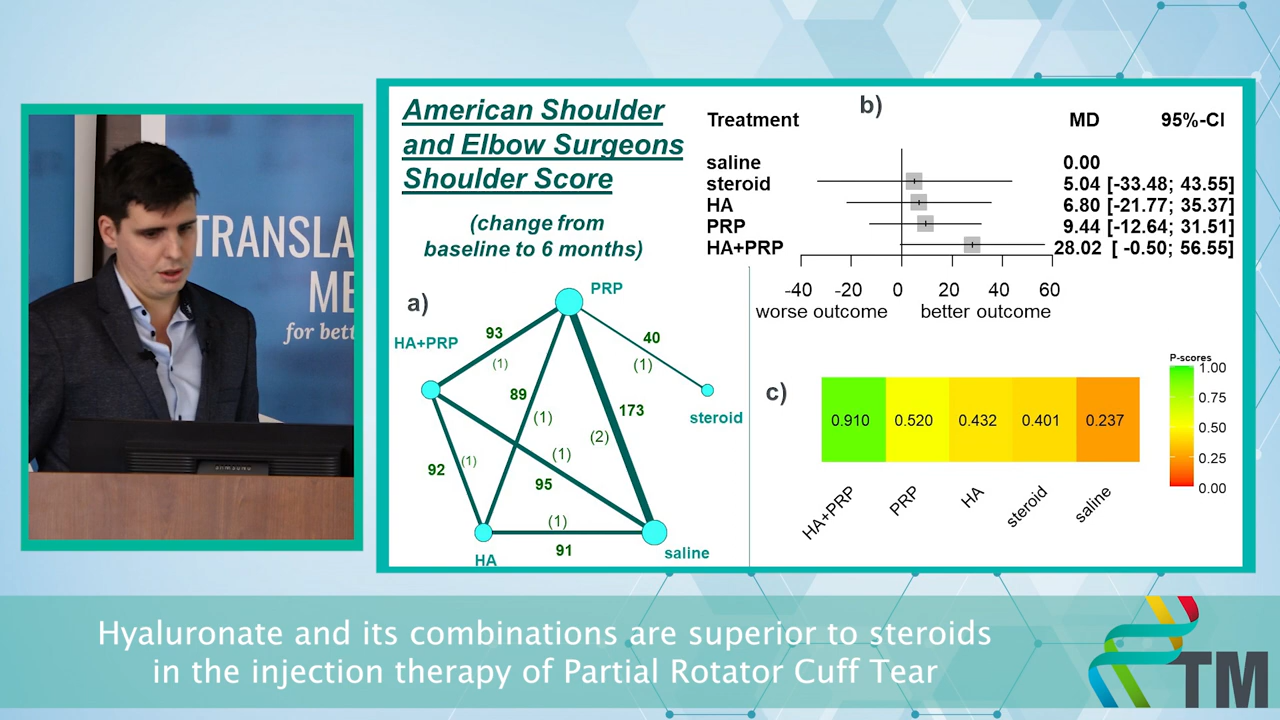 TRANSLA
ME
for bett
SAMSUNG
American Shoulder
and Elbow Surgeons
Shoulder Score
(change from
baseline to 6 months)
a)
PRP
HA+PRP
93
(1)
40
(1)
89
(1)
173
(2)
steroid
92
(1)
(1)
95
(1)
91
HA
saline
b)
Treatment MD 95%-CI
saline 0.00
steroid 5.04 [-33.48; 43.55]
HA 6.80 [-21.77; 35.37]
PRP 9.44 [-12.64; 31.51]
HA+PRP 28.02 [ -0.50; 56.55]
-40 -20 0 20 40 60
worse outcome better outcome
c)
0.910 0.520 0.432 0.401 0.237
HA+PRP PRP HA steroid saline
P-scores
1.00
0.75
0.50
0.25
0.00
Hyaluronate and its combinations are superior to steroids
in the injection therapy of Partial Rotator Cuff Tear
TM